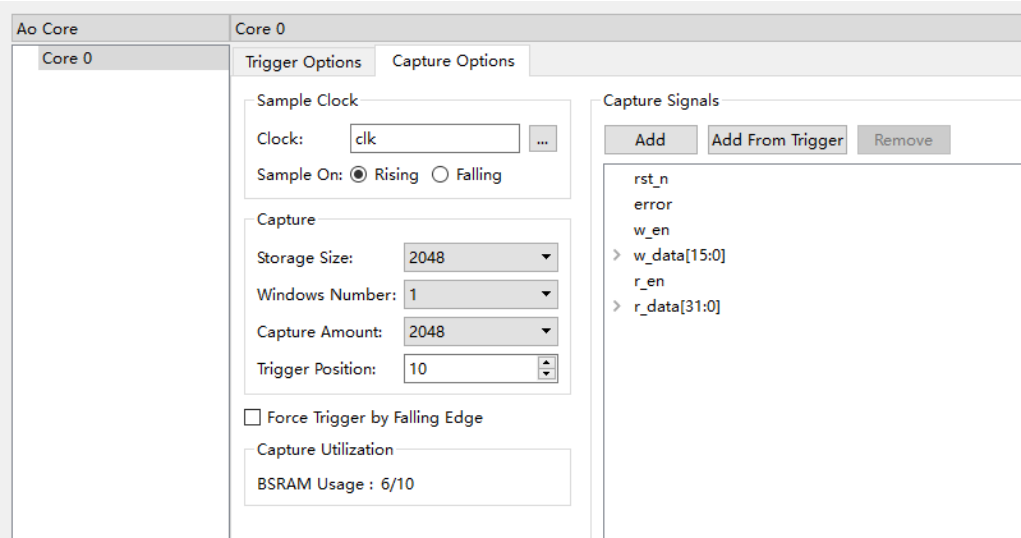 Ao Core
Core 0
Core 0
Trigger Options
Capture Options
Sample Clock
Clock: clk ...
Sample On: Rising Falling
Capture
Storage Size: 2048
Windows Number: 1
Capture Amount: 2048
Trigger Position: 10
Force Trigger by Falling Edge
Capture Utilization
BSRAM Usage : 6/10
Capture Signals
Add Add From Trigger Remove
rst_n
error
w_en
w_data[15:0]
r_en
r_data[31:0]